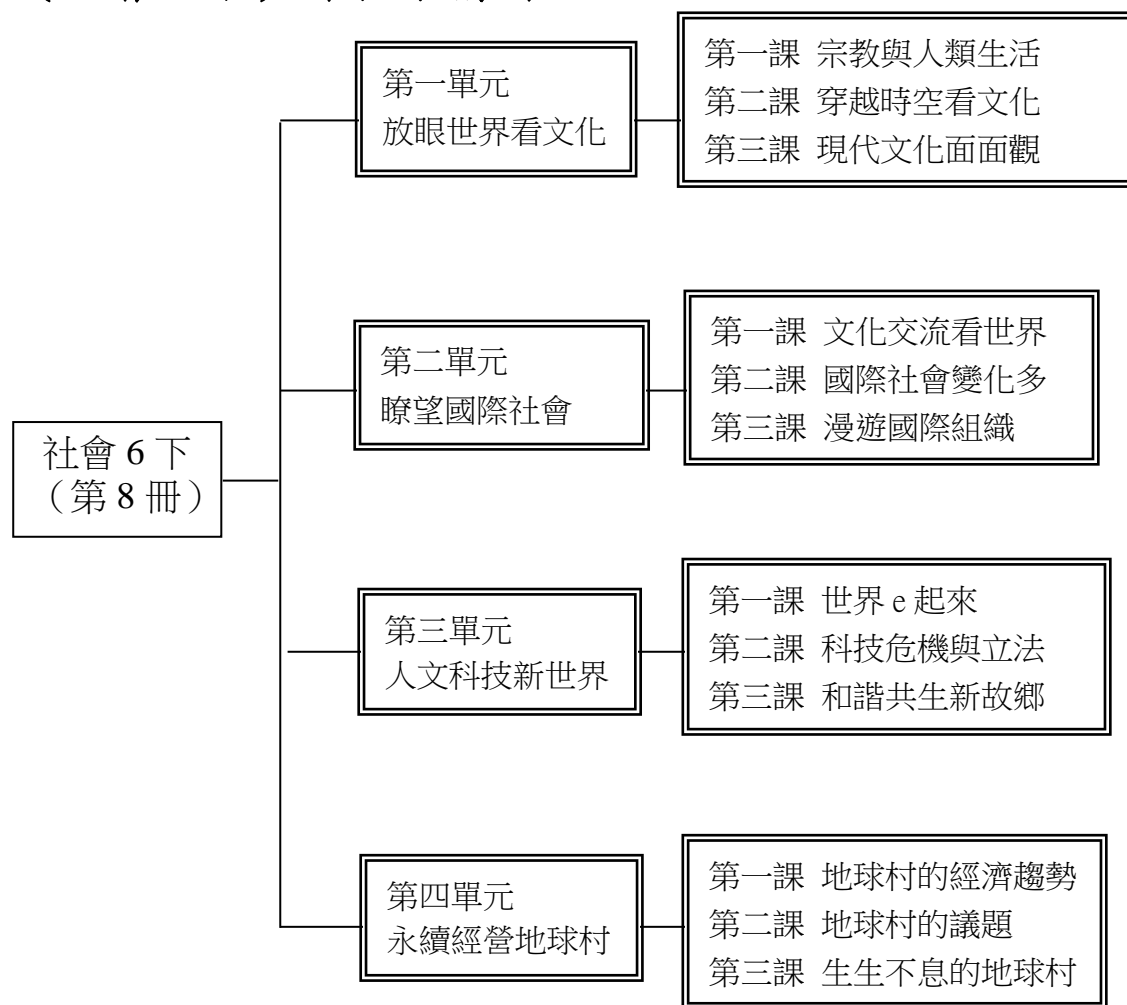 第一單元
放眼世界看文化
第一課 宗教與人類生活
第二課 穿越時空看文化
第三課 現代文化面面觀
第二單元
瞭望國際社會
第一課 文化交流看世界
第二課 國際社會變化多
第三課 漫遊國際組織
社會 6 下
（第 8 冊）
第三單元
人文科技新世界
第一課 世界 e 起來
第二課 科技危機與立法
第三課 和諧共生新故鄉
第四單元
永續經營地球村
第一課 地球村的經濟趨勢
第二課 地球村的議題
第三課 生生不息的地球村